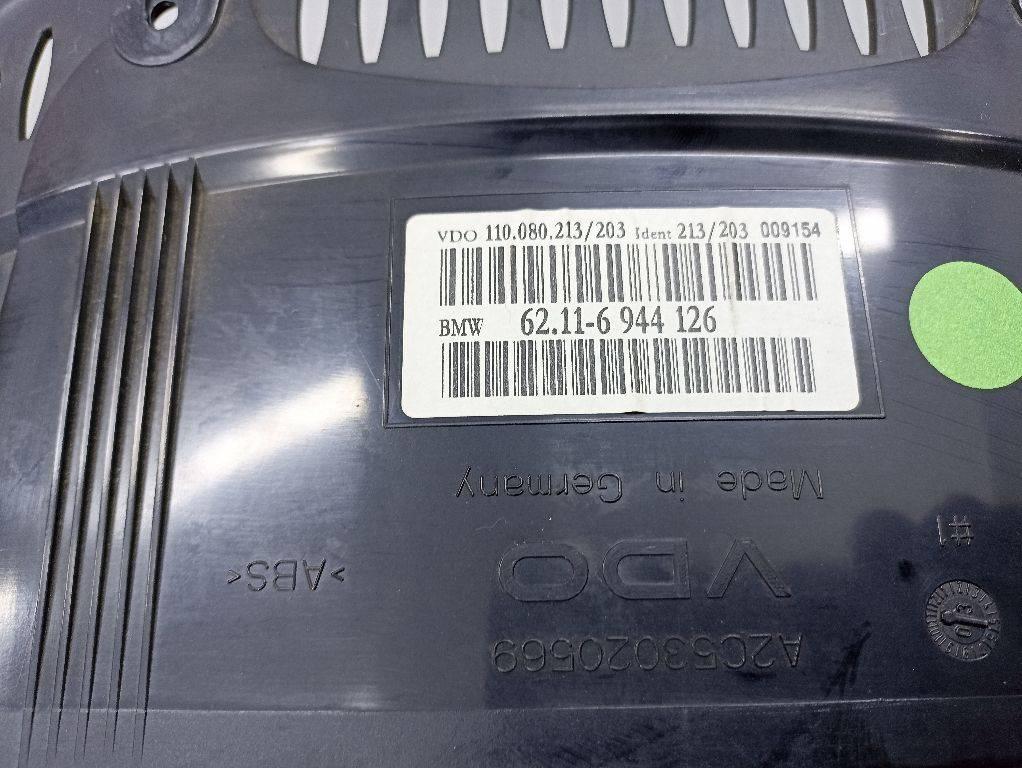 VDO 110.080.213/203 Ident 213/203 009154
BMW 62.11-6 944 126
Made in Germany
#1
VDO
>ABS<
A2C53020569